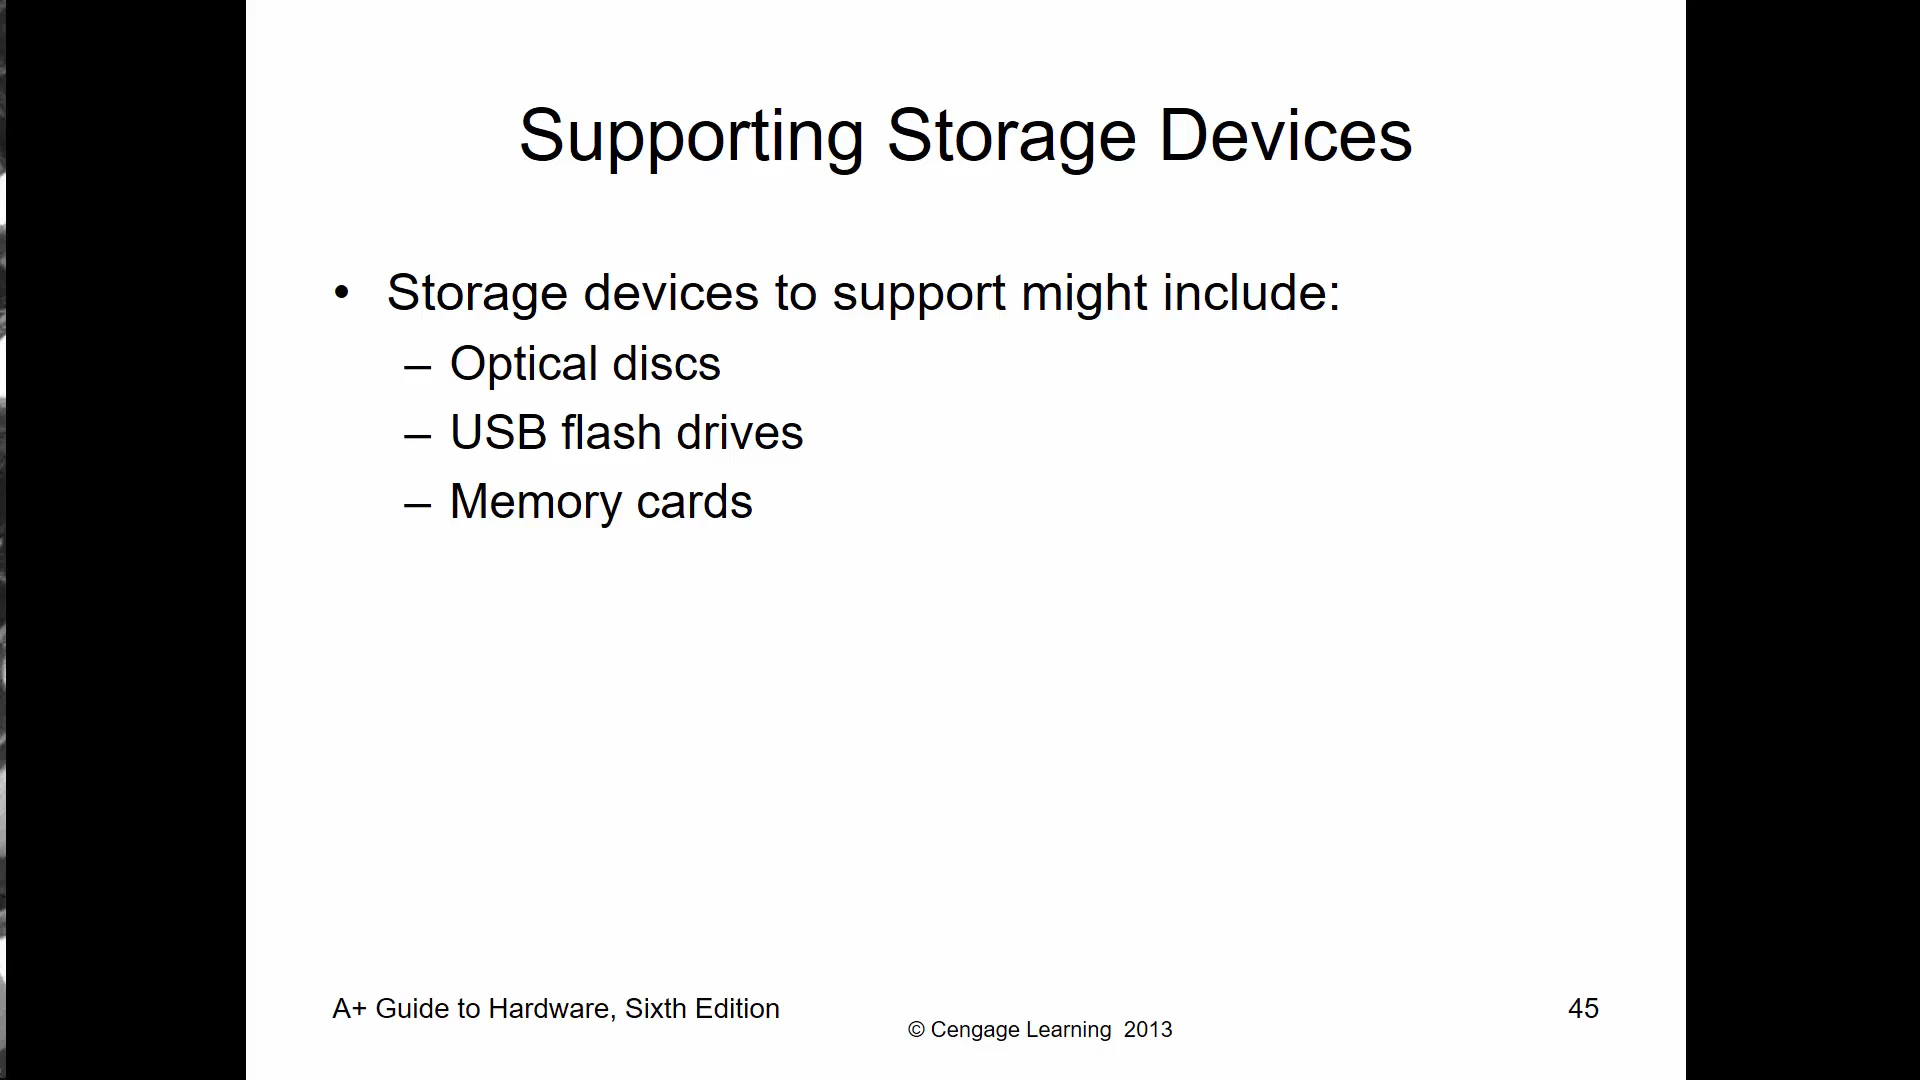 Supporting Storage Devices
• Storage devices to support might include:
– Optical discs
– USB flash drives
– Memory cards
A+ Guide to Hardware, Sixth Edition
© Cengage Learning 2013
45